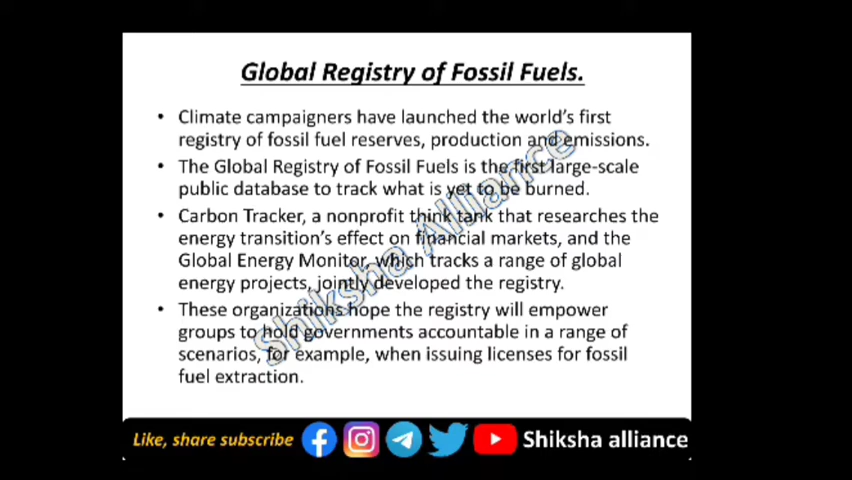 Global Registry of Fossil Fuels.
• Climate campaigners have launched the world's first
registry of fossil fuel reserves, production and emissions.
• The Global Registry of Fossil Fuels is the first large-scale
public database to track what is yet to be burned.
• Carbon Tracker, a nonprofit think tank that researches the
energy transition's effect on financial markets, and the
Global Energy Monitor, which tracks a range of global
energy projects, jointly developed the registry.
• These organizations hope the registry will empower
groups to hold governments accountable in a range of
scenarios, for example, when issuing licenses for fossil
fuel extraction.
Shiksha Alliance
Like, share subscribe Shiksha alliance